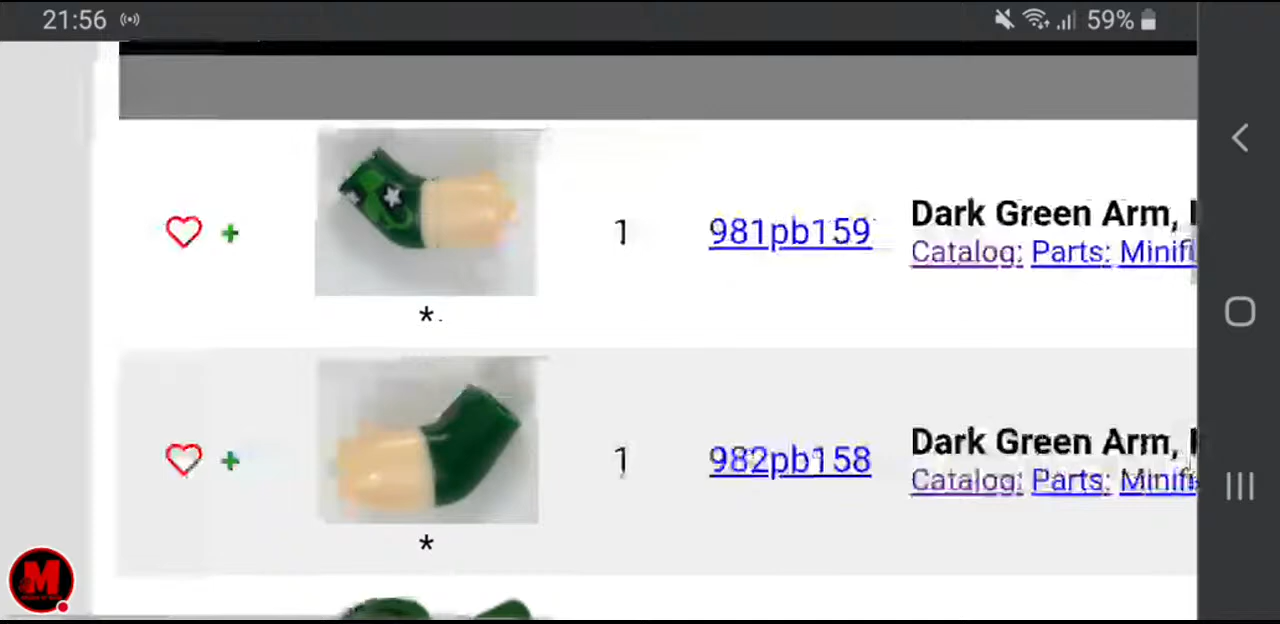 21:56 59%
1 981pb159 Dark Green Arm,
Catalog: Parts: Minifi
*.
1 982pb158 Dark Green Arm,
Catalog: Parts: Minifi
*
M